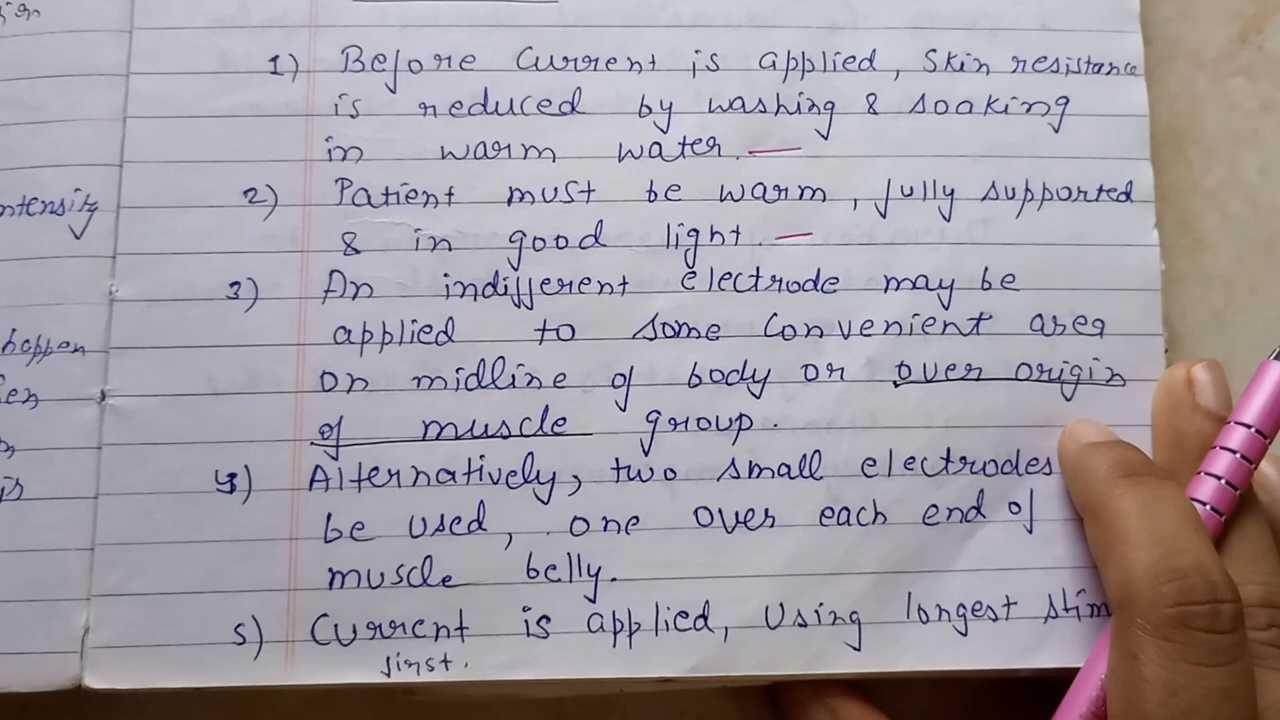 ntensity
happen
is
1) Before Current is applied, Skin resistance
is reduced by washing & soaking
in warm water.
2) Patient must be warm, fully supported
& in good light.
3) An indifferent electrode may be
applied to some convenient area
on midline of body or over origin
of muscle group.
4) Alternatively, two small electrodes
be used, one over each end of
muscle belly.
5) Current is applied, Using longest stim
first.